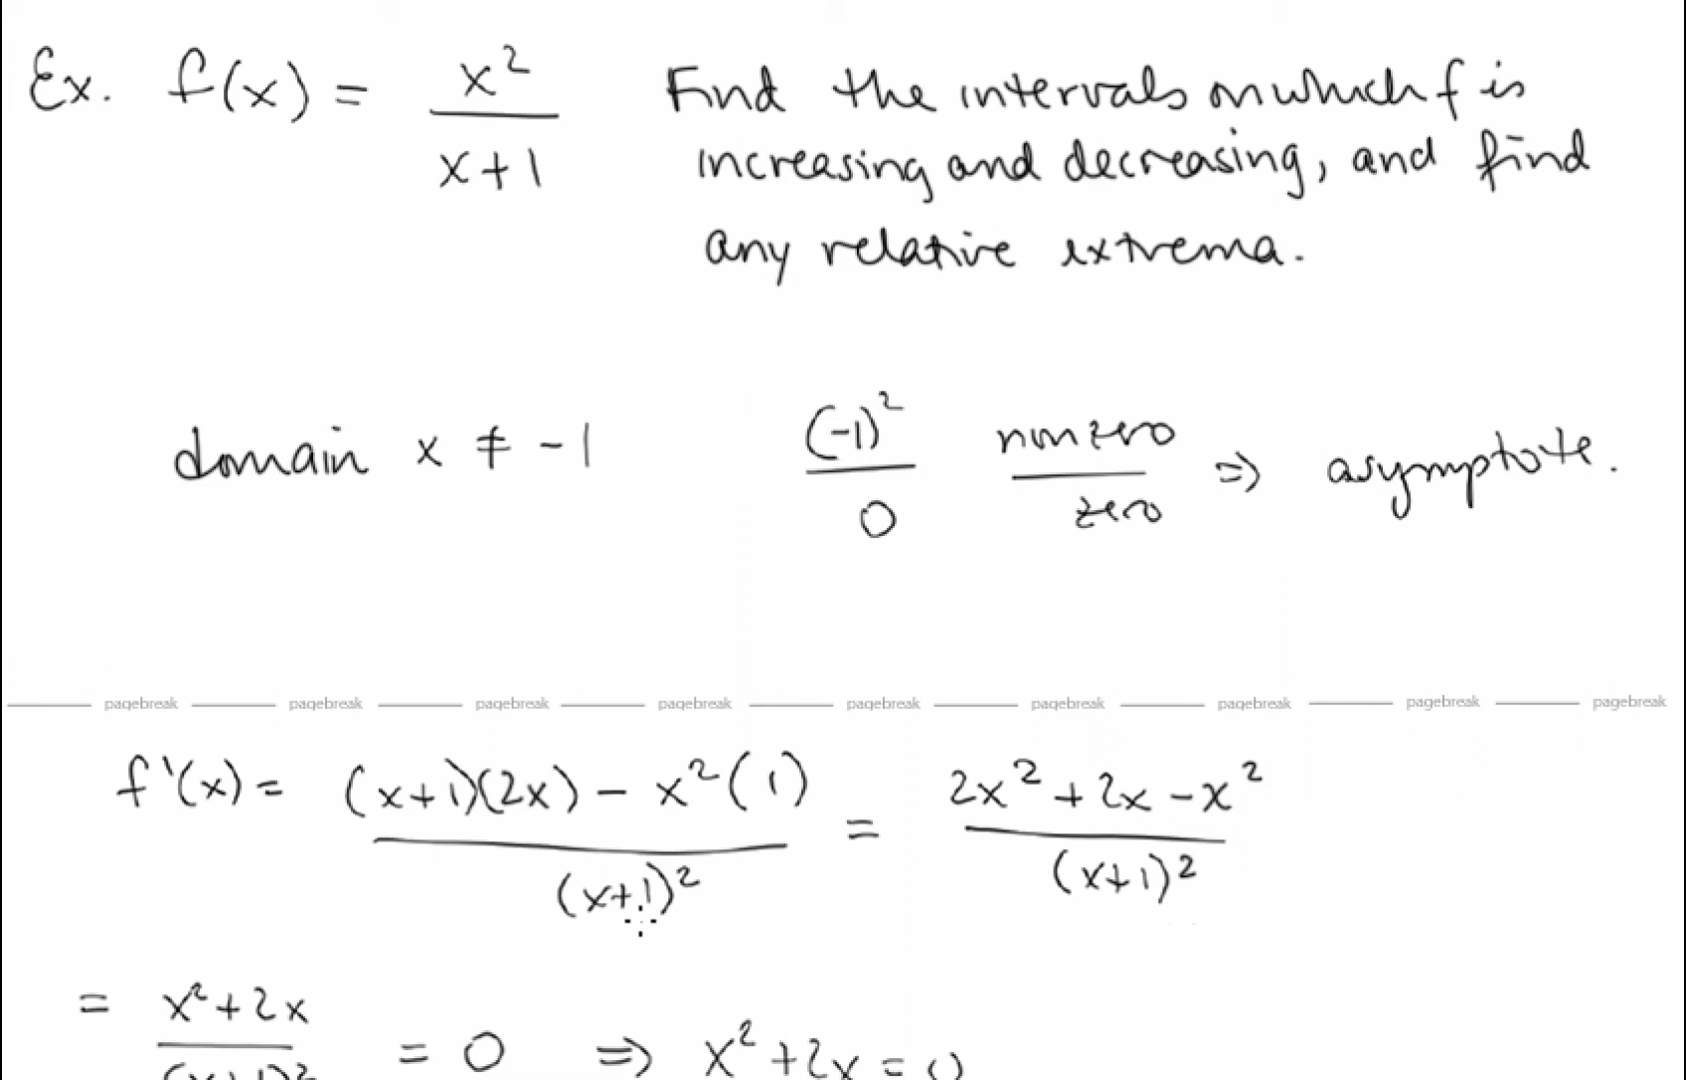 Ex. f(x) = x²/(x+1) Find the intervals on which f is
increasing and decreasing, and find
any relative extrema.
domain x ≠ -1 (-1)²/0 nonzero/zero ⇒ asymptote.
pagebreak pagebreak pagebreak pagebreak pagebreak pagebreak pagebreak pagebreak pagebreak
f'(x) = ((x+1)(2x) - x²(1))/(x+1)² = (2x² + 2x - x²)/(x+1)²
= (x² + 2x)/(x+1)² = 0 ⇒ x² + 2x = 0